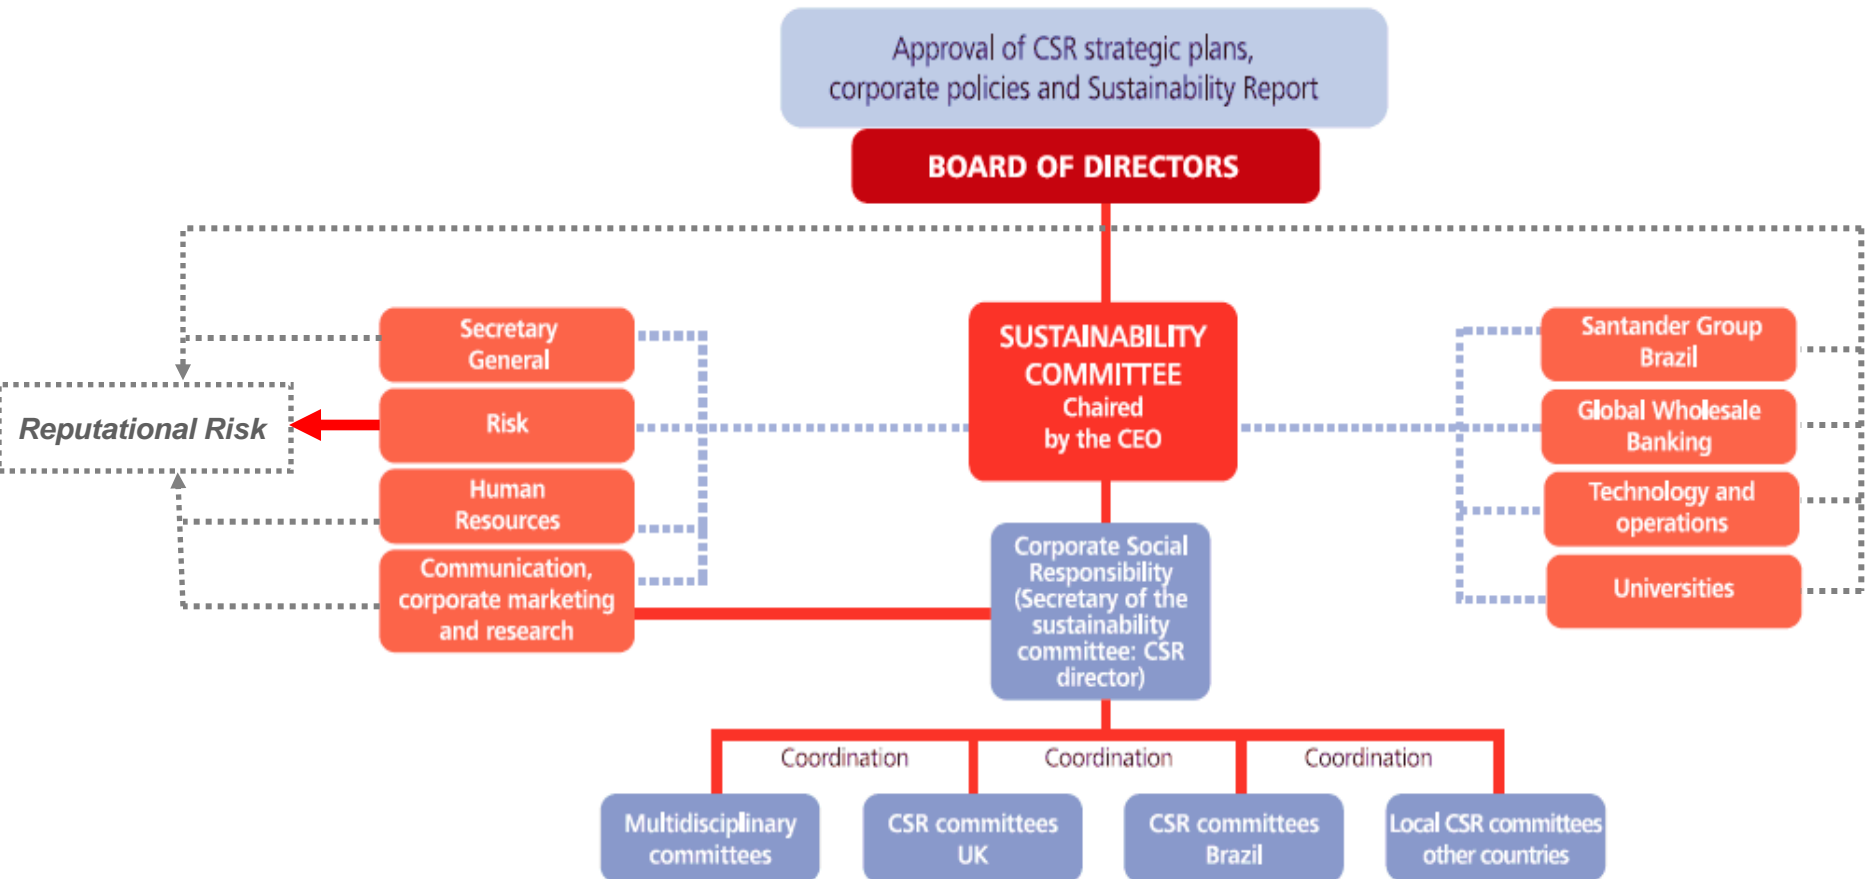 Approval of CSR strategic plans,
corporate policies and Sustainability Report
BOARD OF DIRECTORS
SUSTAINABILITY
COMMITTEE
Chaired
by the CEO
Secretary
General
Risk
Human
Resources
Communication,
corporate marketing
and research
Reputational Risk
Santander Group
Brazil
Global Wholesale
Banking
Technology and
operations
Universities
Corporate Social
Responsibility
(Secretary of the
sustainability
committee: CSR
director)
Coordination
Coordination
Coordination
Multidisciplinary
committees
CSR committees
UK
CSR committees
Brazil
Local CSR committees
other countries